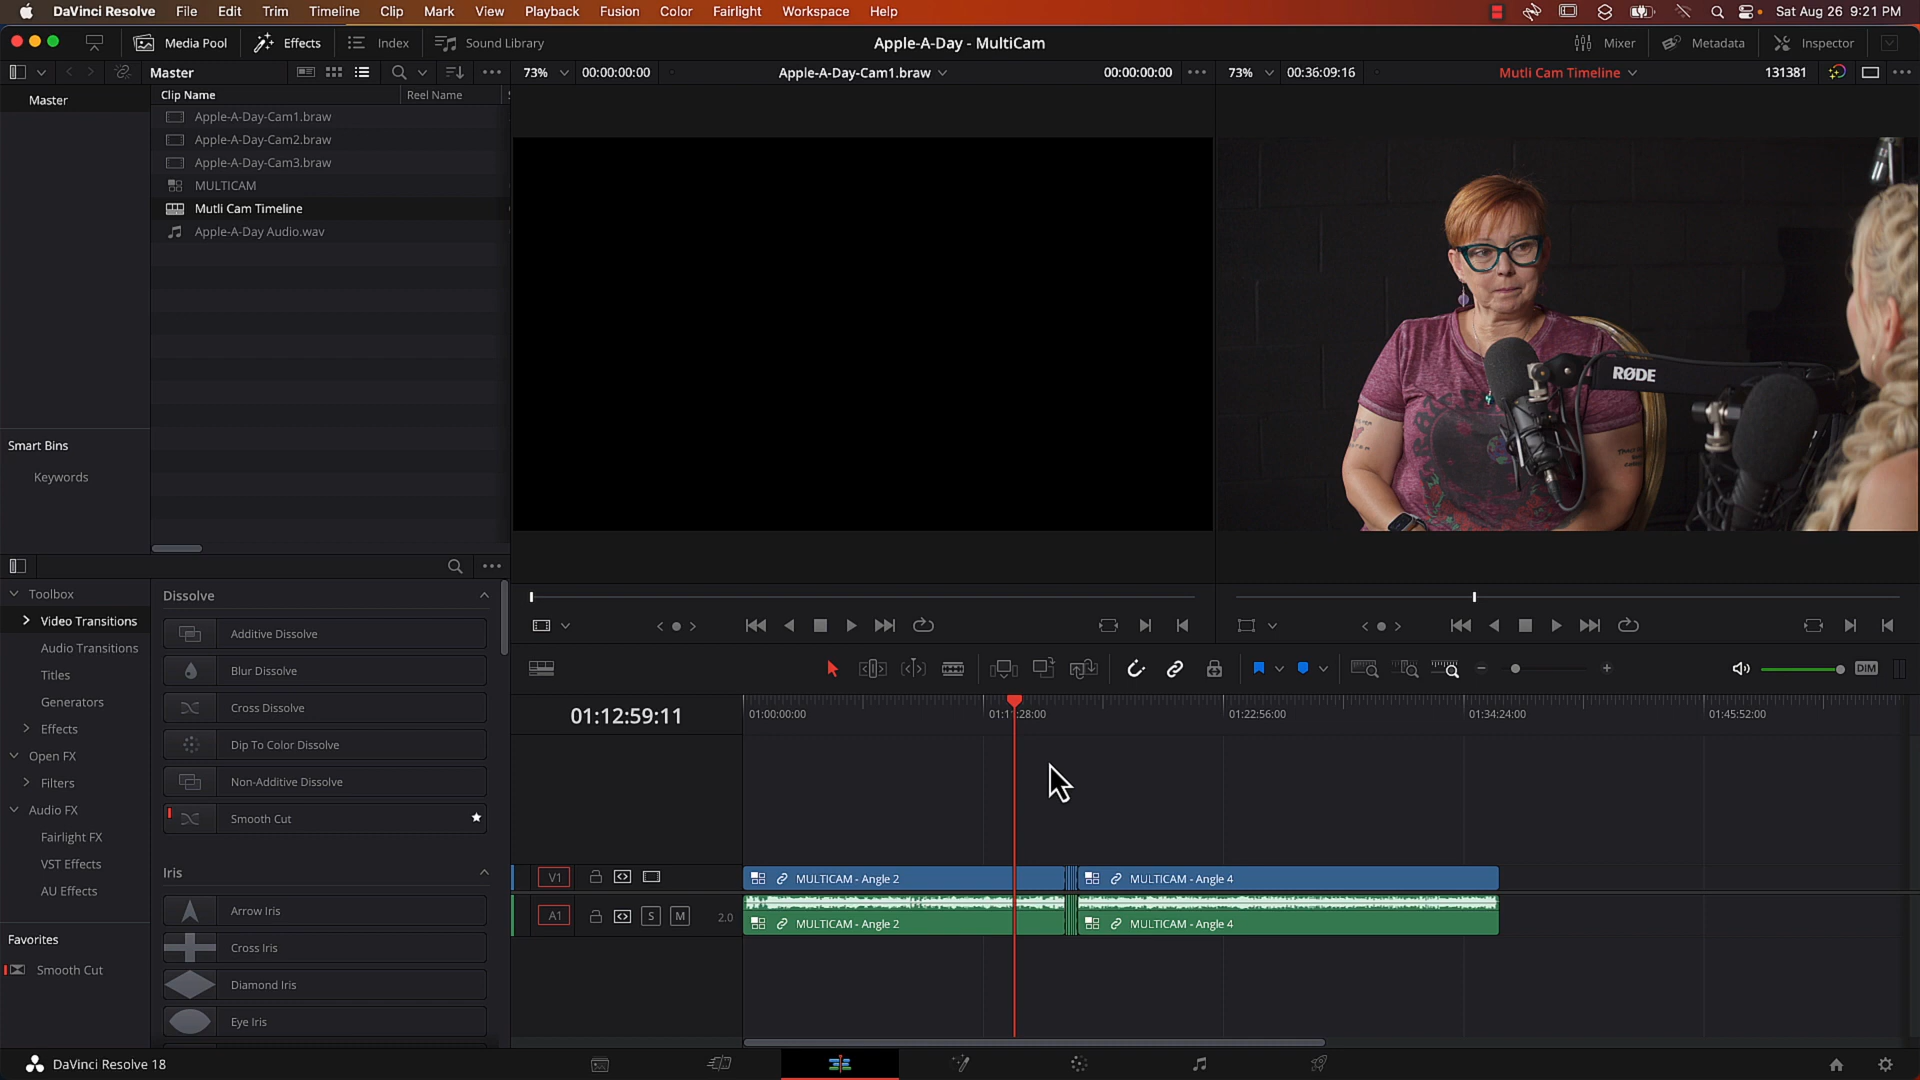 DaVinci Resolve File Edit Trim Timeline Clip Mark View Playback Fusion Color Fairlight Workspace Help Sat Aug 26 9:21 PM
Media Pool Effects Index Sound Library Apple-A-Day - MultiCam Mixer Metadata Inspector
Master 73% 00:00:00:00 Apple-A-Day-Cam1.braw 00:00:00:00 73% 00:36:09:16 Mutli Cam Timeline 131381
Master
Clip Name Reel Name
Apple-A-Day-Cam1.braw
Apple-A-Day-Cam2.braw
Apple-A-Day-Cam3.braw
MULTICAM
Mutli Cam Timeline
Apple-A-Day Audio.wav
RØDE
Smart Bins
Keywords
Toolbox
Video Transitions
Audio Transitions
Titles
Generators
Effects
Open FX
Filters
Audio FX
Fairlight FX
VST Effects
AU Effects
Favorites
Smooth Cut
Dissolve
Additive Dissolve
Blur Dissolve
Cross Dissolve
Dip To Color Dissolve
Non-Additive Dissolve
Smooth Cut
Iris
Arrow Iris
Cross Iris
Diamond Iris
Eye Iris
DIM
01:12:59:11 01:00:00:00 01:11:28:00 01:22:56:00 01:34:24:00 01:45:52:00
V1 MULTICAM - Angle 2 MULTICAM - Angle 4
A1 S M 2.0 MULTICAM - Angle 2 MULTICAM - Angle 4
DaVinci Resolve 18